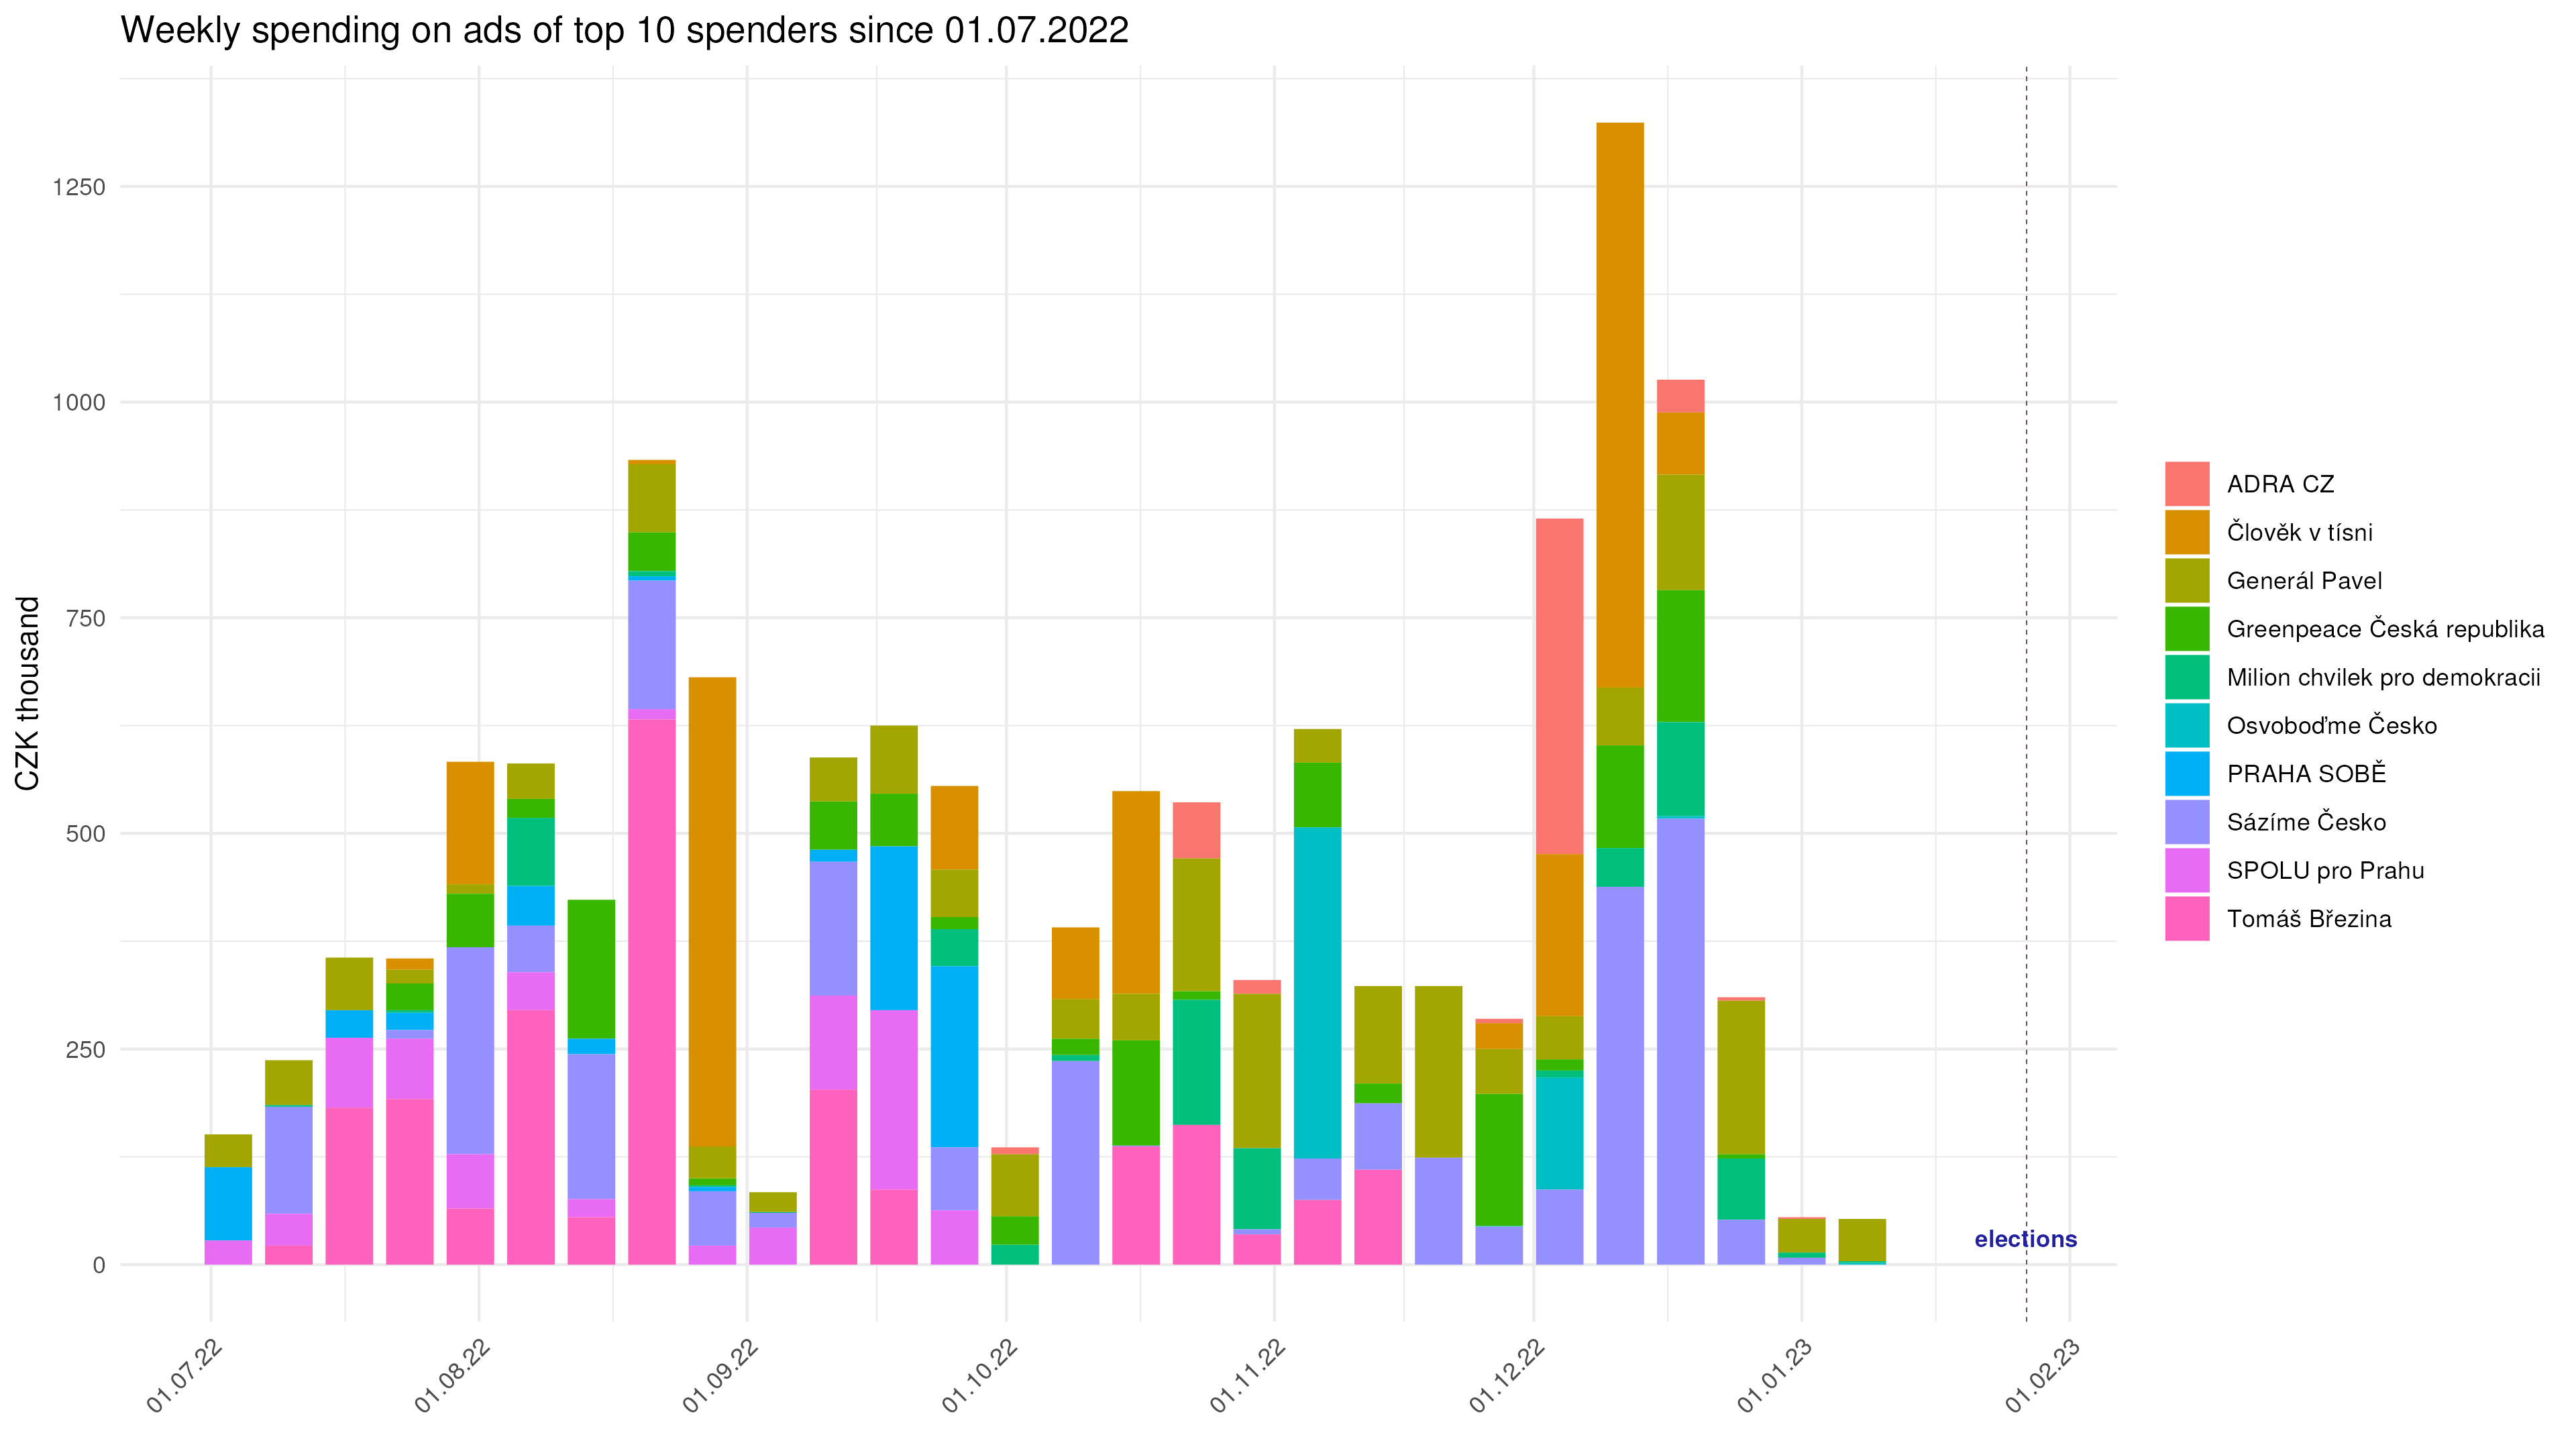 Weekly spending on ads of top 10 spenders since 01.07.2022
CZK thousand
1250
1000
750
500
250
0
elections
01.07.22
01.08.22
01.09.22
01.10.22
01.11.22
01.12.22
01.01.23
01.02.23
ADRA CZ
Člověk v tísni
Generál Pavel
Greenpeace Česká republika
Milion chvilek pro demokracii
Osvoboďme Česko
PRAHA SOBĚ
Sázíme Česko
SPOLU pro Prahu
Tomáš Březina